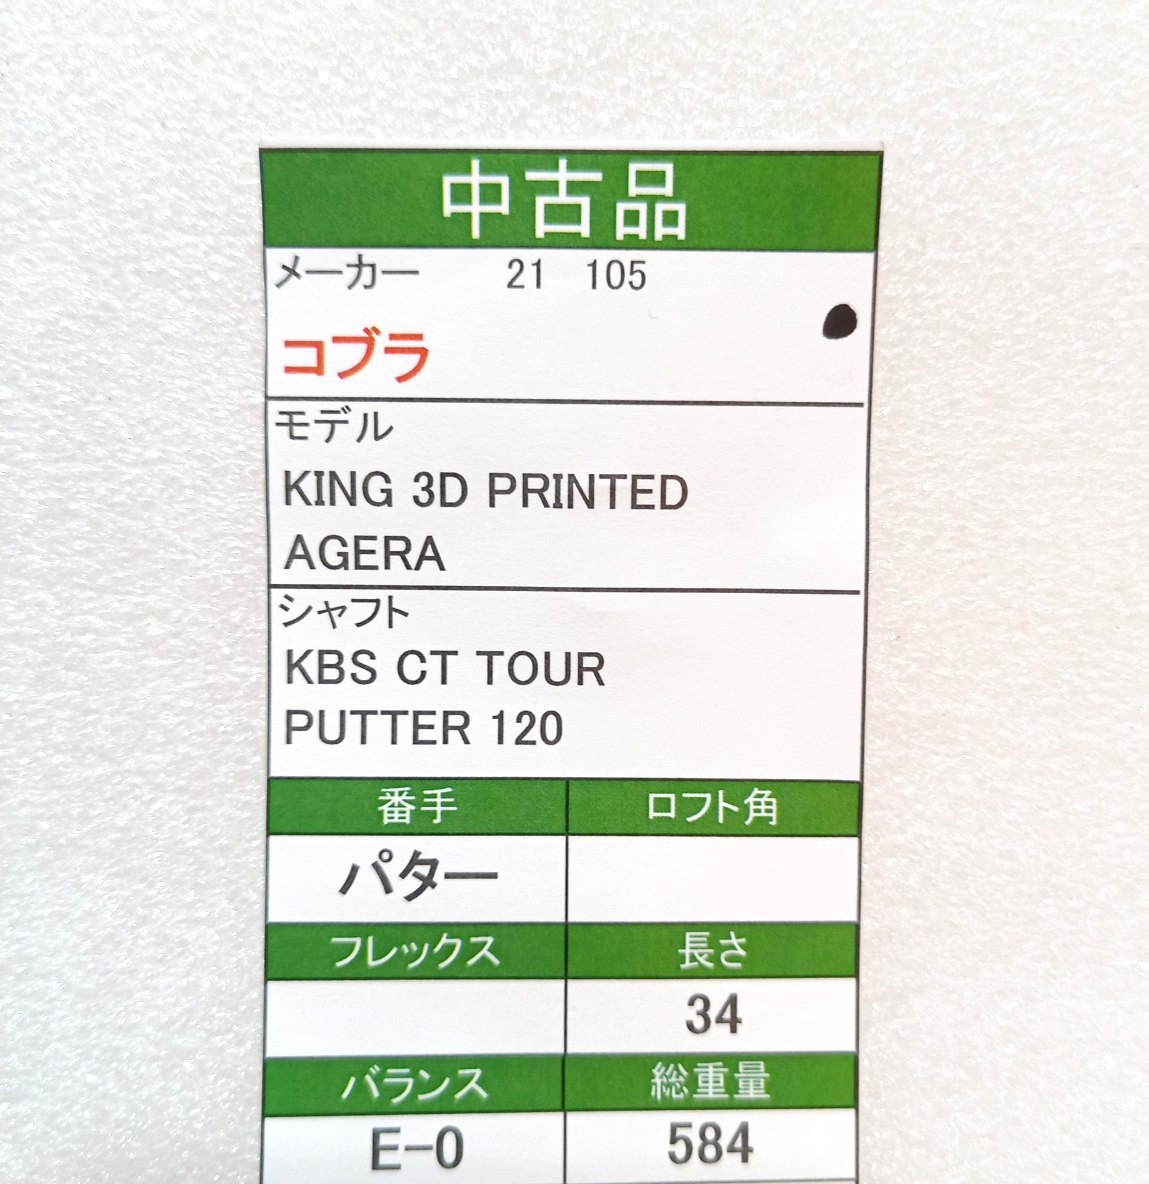 中古品
メーカー 21 105
コブラ
モデル
KING 3D PRINTED
AGERA
シャフト
KBS CT TOUR
PUTTER 120
番手 ロフト角
パター
フレックス 長さ
34
バランス 総重量
E-0 584